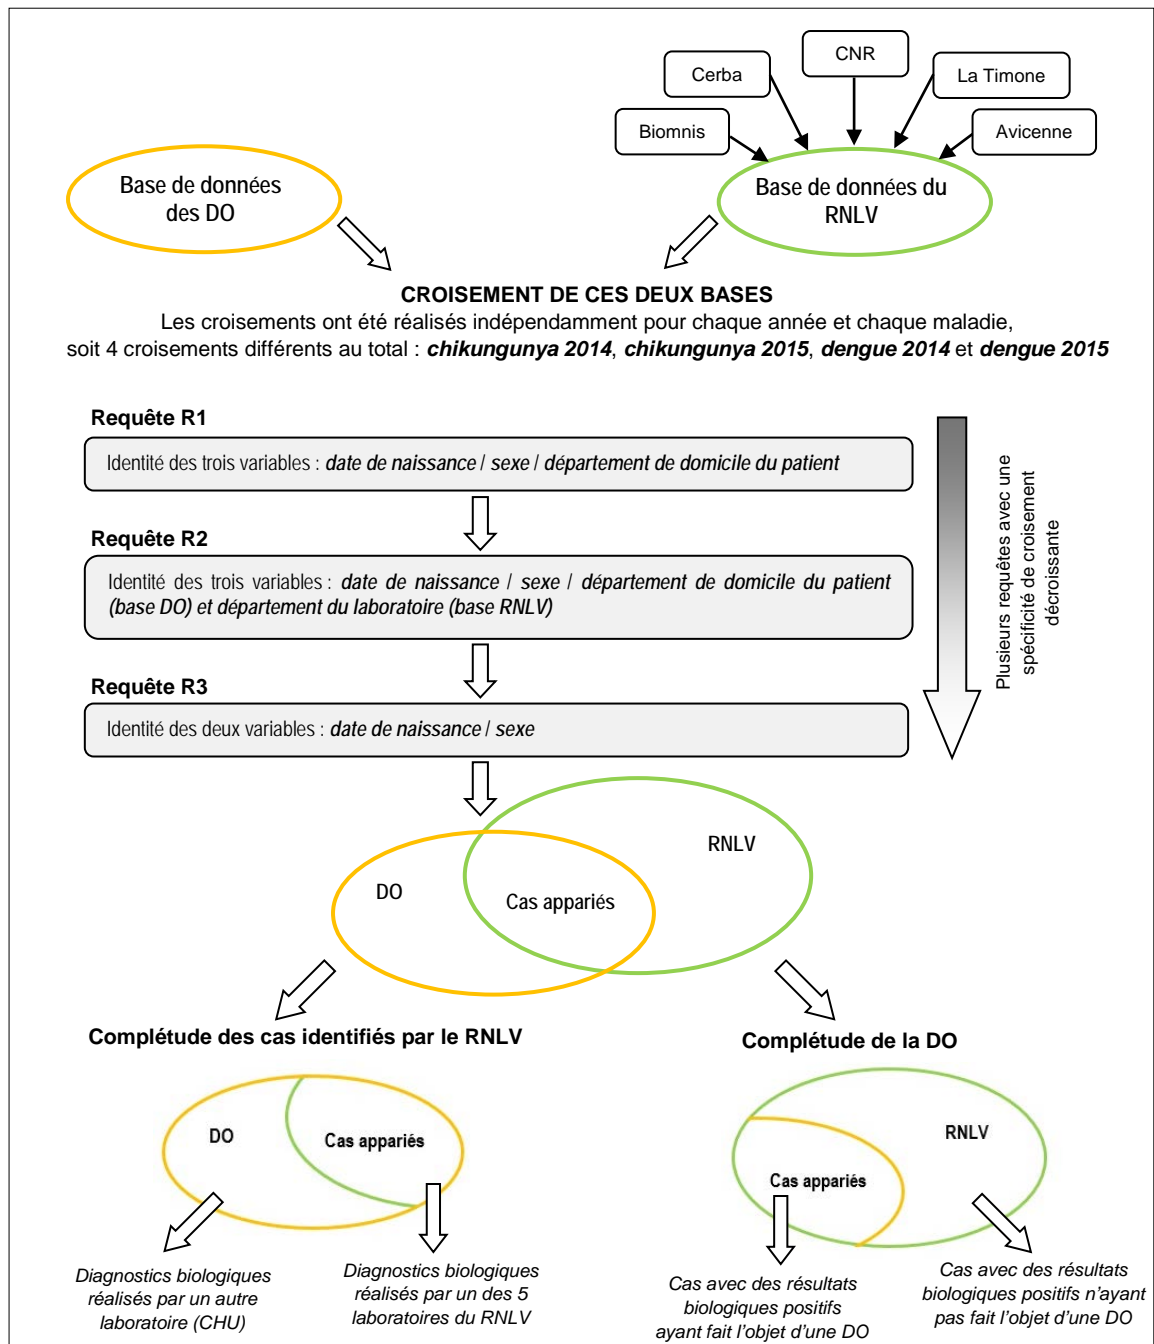 CNR
Cerba
La Timone
Biomnis
Avicenne
Base de données
des DO
Base de données du
RNLV
CROISEMENT DE CES DEUX BASES
Les croisements ont été réalisés indépendamment pour chaque année et chaque maladie,
soit 4 croisements différents au total : chikungunya 2014, chikungunya 2015, dengue 2014 et dengue 2015
Requête R1
Identité des trois variables : date de naissance / sexe / département de domicile du patient
Requête R2
Identité des trois variables : date de naissance / sexe / département de domicile du patient
(base DO) et département du laboratoire (base RNLV)
Requête R3
Identité des deux variables : date de naissance / sexe
Plusieurs requêtes avec une
spécificité de croisement
décroissante
RNLV
DO
Cas appariés
Complétude des cas identifiés par le RNLV
DO
Cas appariés
Diagnostics biologiques
réalisés par un autre
laboratoire (CHU)
Diagnostics biologiques
réalisés par un des 5
laboratoires du RNLV
Complétude de la DO
RNLV
Cas appariés
Cas avec des résultats
biologiques positifs
ayant fait l'objet d'une DO
Cas avec des résultats
biologiques positifs n'ayant
pas fait l'objet d'une DO